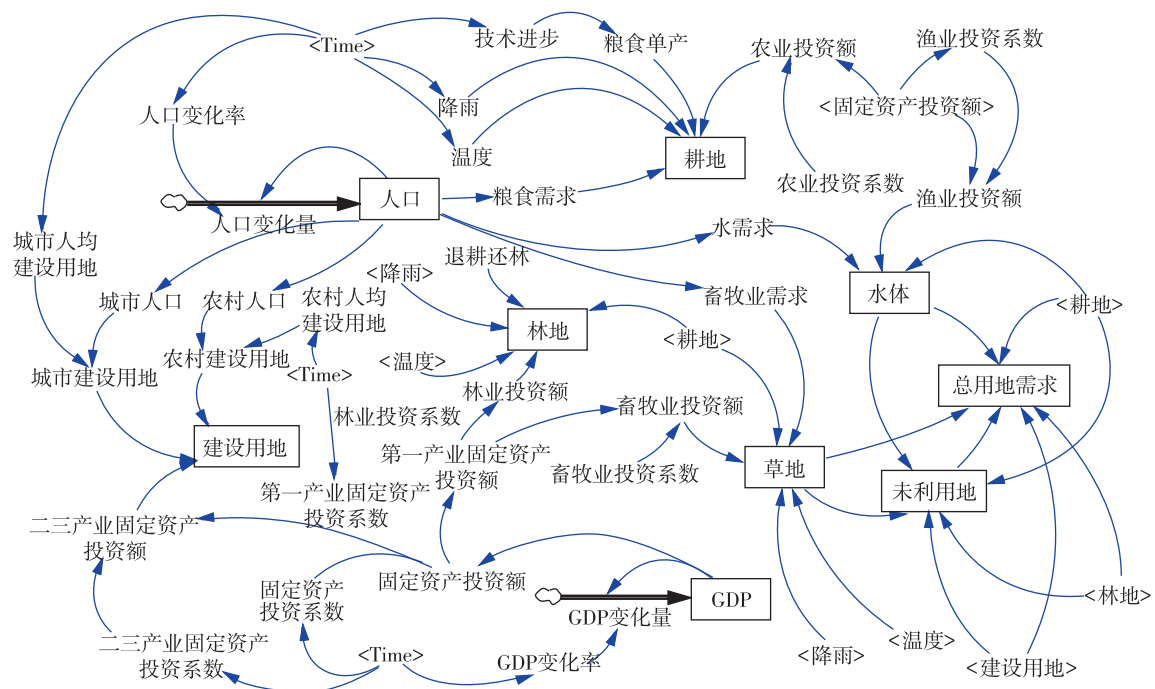 <Time>
技术进步
粮食单产
农业投资额
渔业投资系数
人口变化率
降雨
<固定资产投资额>
温度
耕地
农业投资系数
渔业投资额
人口
粮食需求
人口变化量
水需求
城市人均
建设用地
退耕还林
<降雨>
水体
城市人口
农村人口
农村人均
建设用地
畜牧业需求
<耕地>
林地
<耕地>
农村建设用地
<温度>
<Time>
城市建设用地
总用地需求
林业投资额
林业投资系数
畜牧业投资额
建设用地
第一产业固定资产
投资额
畜牧业投资系数
草地
未利用地
第一产业固定资产
投资系数
二三产业固定资产
投资额
固定资产投资额
固定资产
投资系数
GDP
GDP变化量
<林地>
二三产业固定资产
投资系数
<Time>
GDP变化率
<降雨>
<温度>
<建设用地>